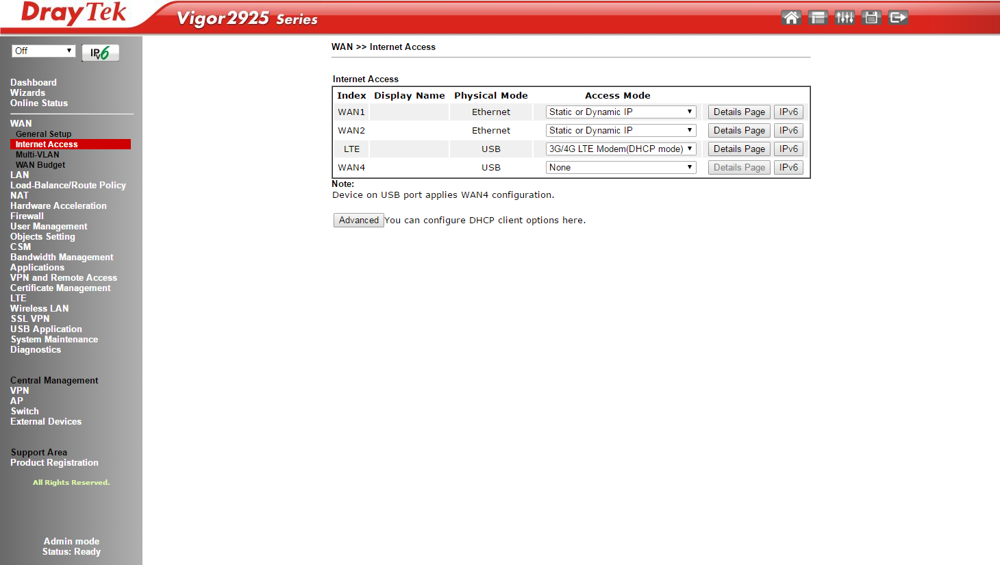 DrayTek
Vigor2925 Series
Off
IPv6
Dashboard
Wizards
Online Status
WAN
General Setup
Internet Access
Multi-VLAN
WAN Budget
LAN
Load-Balance/Route Policy
NAT
Hardware Acceleration
Firewall
User Management
Objects Setting
CSM
Bandwidth Management
Applications
VPN and Remote Access
Certificate Management
LTE
Wireless LAN
SSL VPN
USB Application
System Maintenance
Diagnostics
Central Management
VPN
AP
Switch
External Devices
Support Area
Product Registration
All Rights Reserved.
Admin mode
Status: Ready
WAN >> Internet Access
Internet Access
Index Display Name Physical Mode Access Mode
WAN1 Ethernet Static or Dynamic IP Details Page IPv6
WAN2 Ethernet Static or Dynamic IP Details Page IPv6
LTE USB 3G/4G LTE Modem(DHCP mode) Details Page IPv6
WAN4 USB None Details Page IPv6
Note:
Device on USB port applies WAN4 configuration.
Advanced You can configure DHCP client options here.